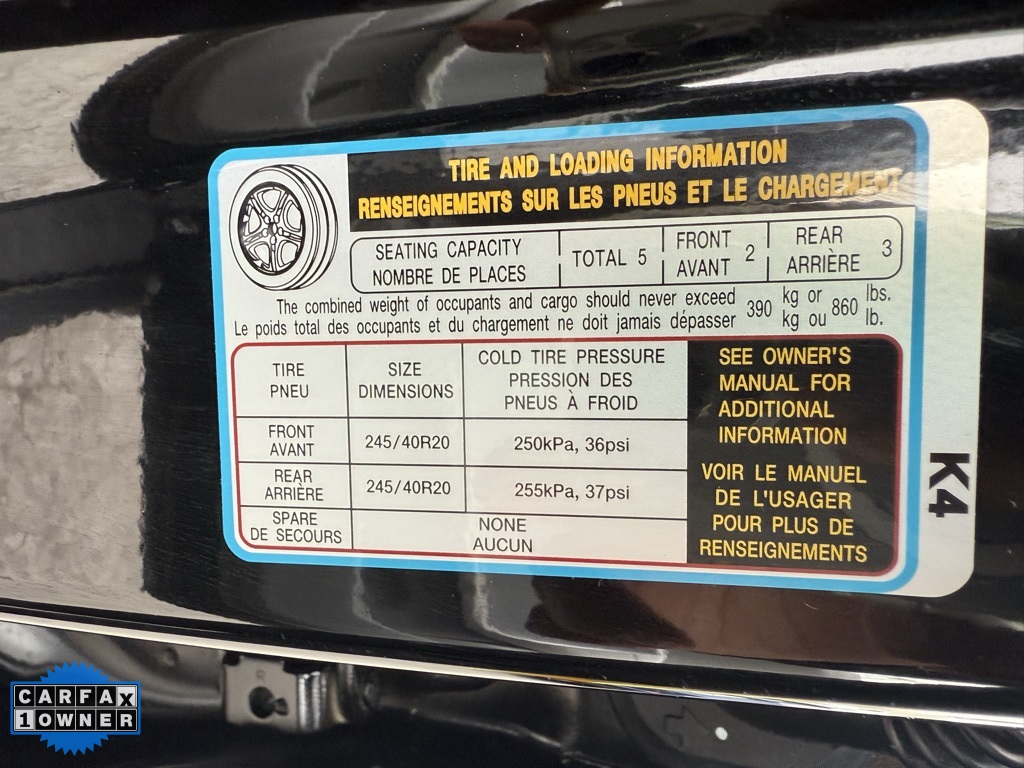 TIRE AND LOADING INFORMATION
RENSEIGNEMENTS SUR LES PNEUS ET LE CHARGEMENT
SEATING CAPACITY
NOMBRE DE PLACES
TOTAL 5
FRONT
AVANT
2
REAR
ARRIÈRE
3
The combined weight of occupants and cargo should never exceed
Le poids total des occupants et du chargement ne doit jamais dépasser
390
kg or
kg ou
860
lbs.
lb.
TIRE
PNEU
SIZE
DIMENSIONS
COLD TIRE PRESSURE
PRESSION DES
PNEUS À FROID
FRONT
AVANT
245/40R20
250kPa, 36psi
REAR
ARRIÈRE
245/40R20
255kPa, 37psi
SPARE
DE SECOURS
NONE
AUCUN
SEE OWNER'S
MANUAL FOR
ADDITIONAL
INFORMATION
VOIR LE MANUEL
DE L'USAGER
POUR PLUS DE
RENSEIGNEMENTS
K4
CARFAX
1 OWNER